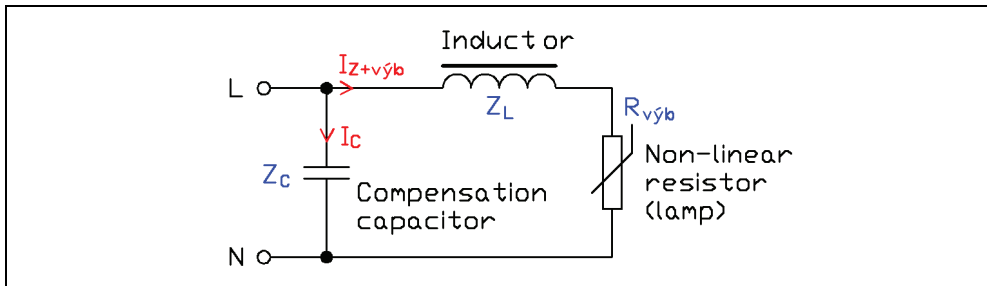 Inductor
L
I_Z+výb
Z_L
R_výb
I_C
Z_C
Compensation
capacitor
Non-linear
resistor
(lamp)
N